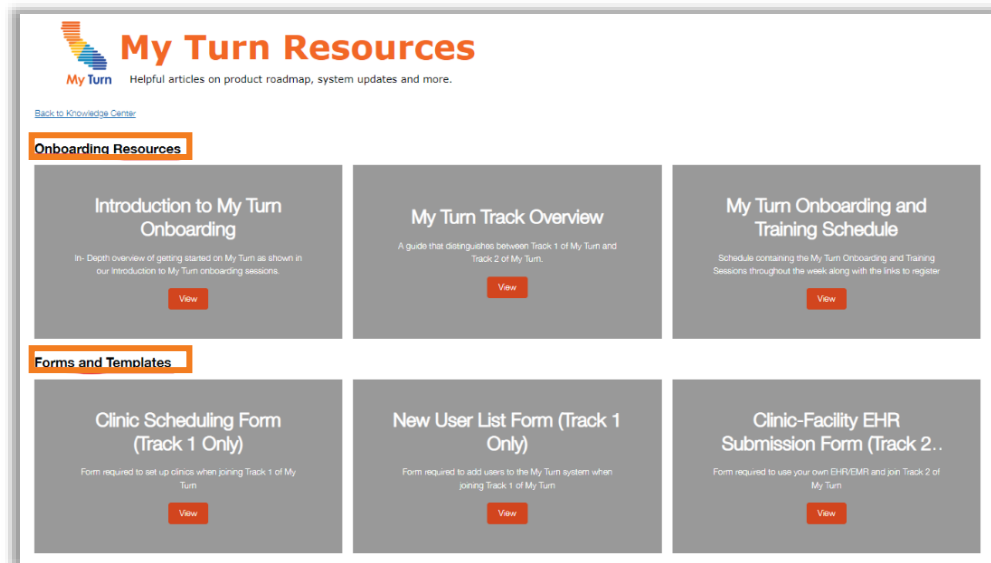 My Turn Resources
My Turn
Helpful articles on product roadmap, system updates and more.
Back to Knowledge Center
Onboarding Resources
Introduction to My Turn
Onboarding
In- Depth overview of getting started on My Turn as shown in
our Introduction to My Turn onboarding sessions.
View
My Turn Track Overview
A guide that distinguishes between Track 1 of My Turn and
Track 2 of My Turn.
View
My Turn Onboarding and
Training Schedule
Schedule containing the My Turn Onboarding and Training
Sessions throughout the week along with the links to register
View
Forms and Templates
Clinic Scheduling Form
(Track 1 Only)
Form required to set up clinics when joining Track 1 of My
Turn
View
New User List Form (Track 1
Only)
Form required to add users to the My Turn system when
joining Track 1 of My Turn
View
Clinic-Facility EHR
Submission Form (Track 2..
Form required to use your own EHR/EMR and join Track 2 of
My Turn
View